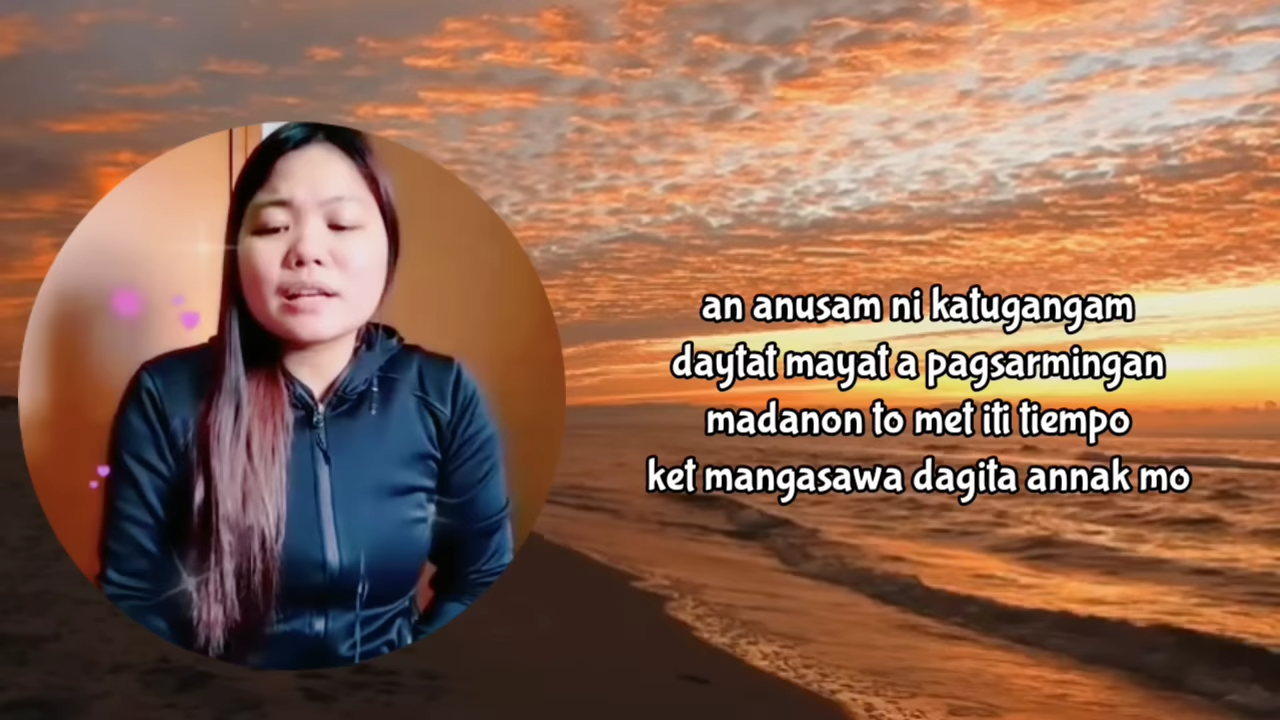 an anusam ni katugangam
daytat mayat a pagsarmingan
madanon to met iti tiempo
ket mangasawa dagita annak mo